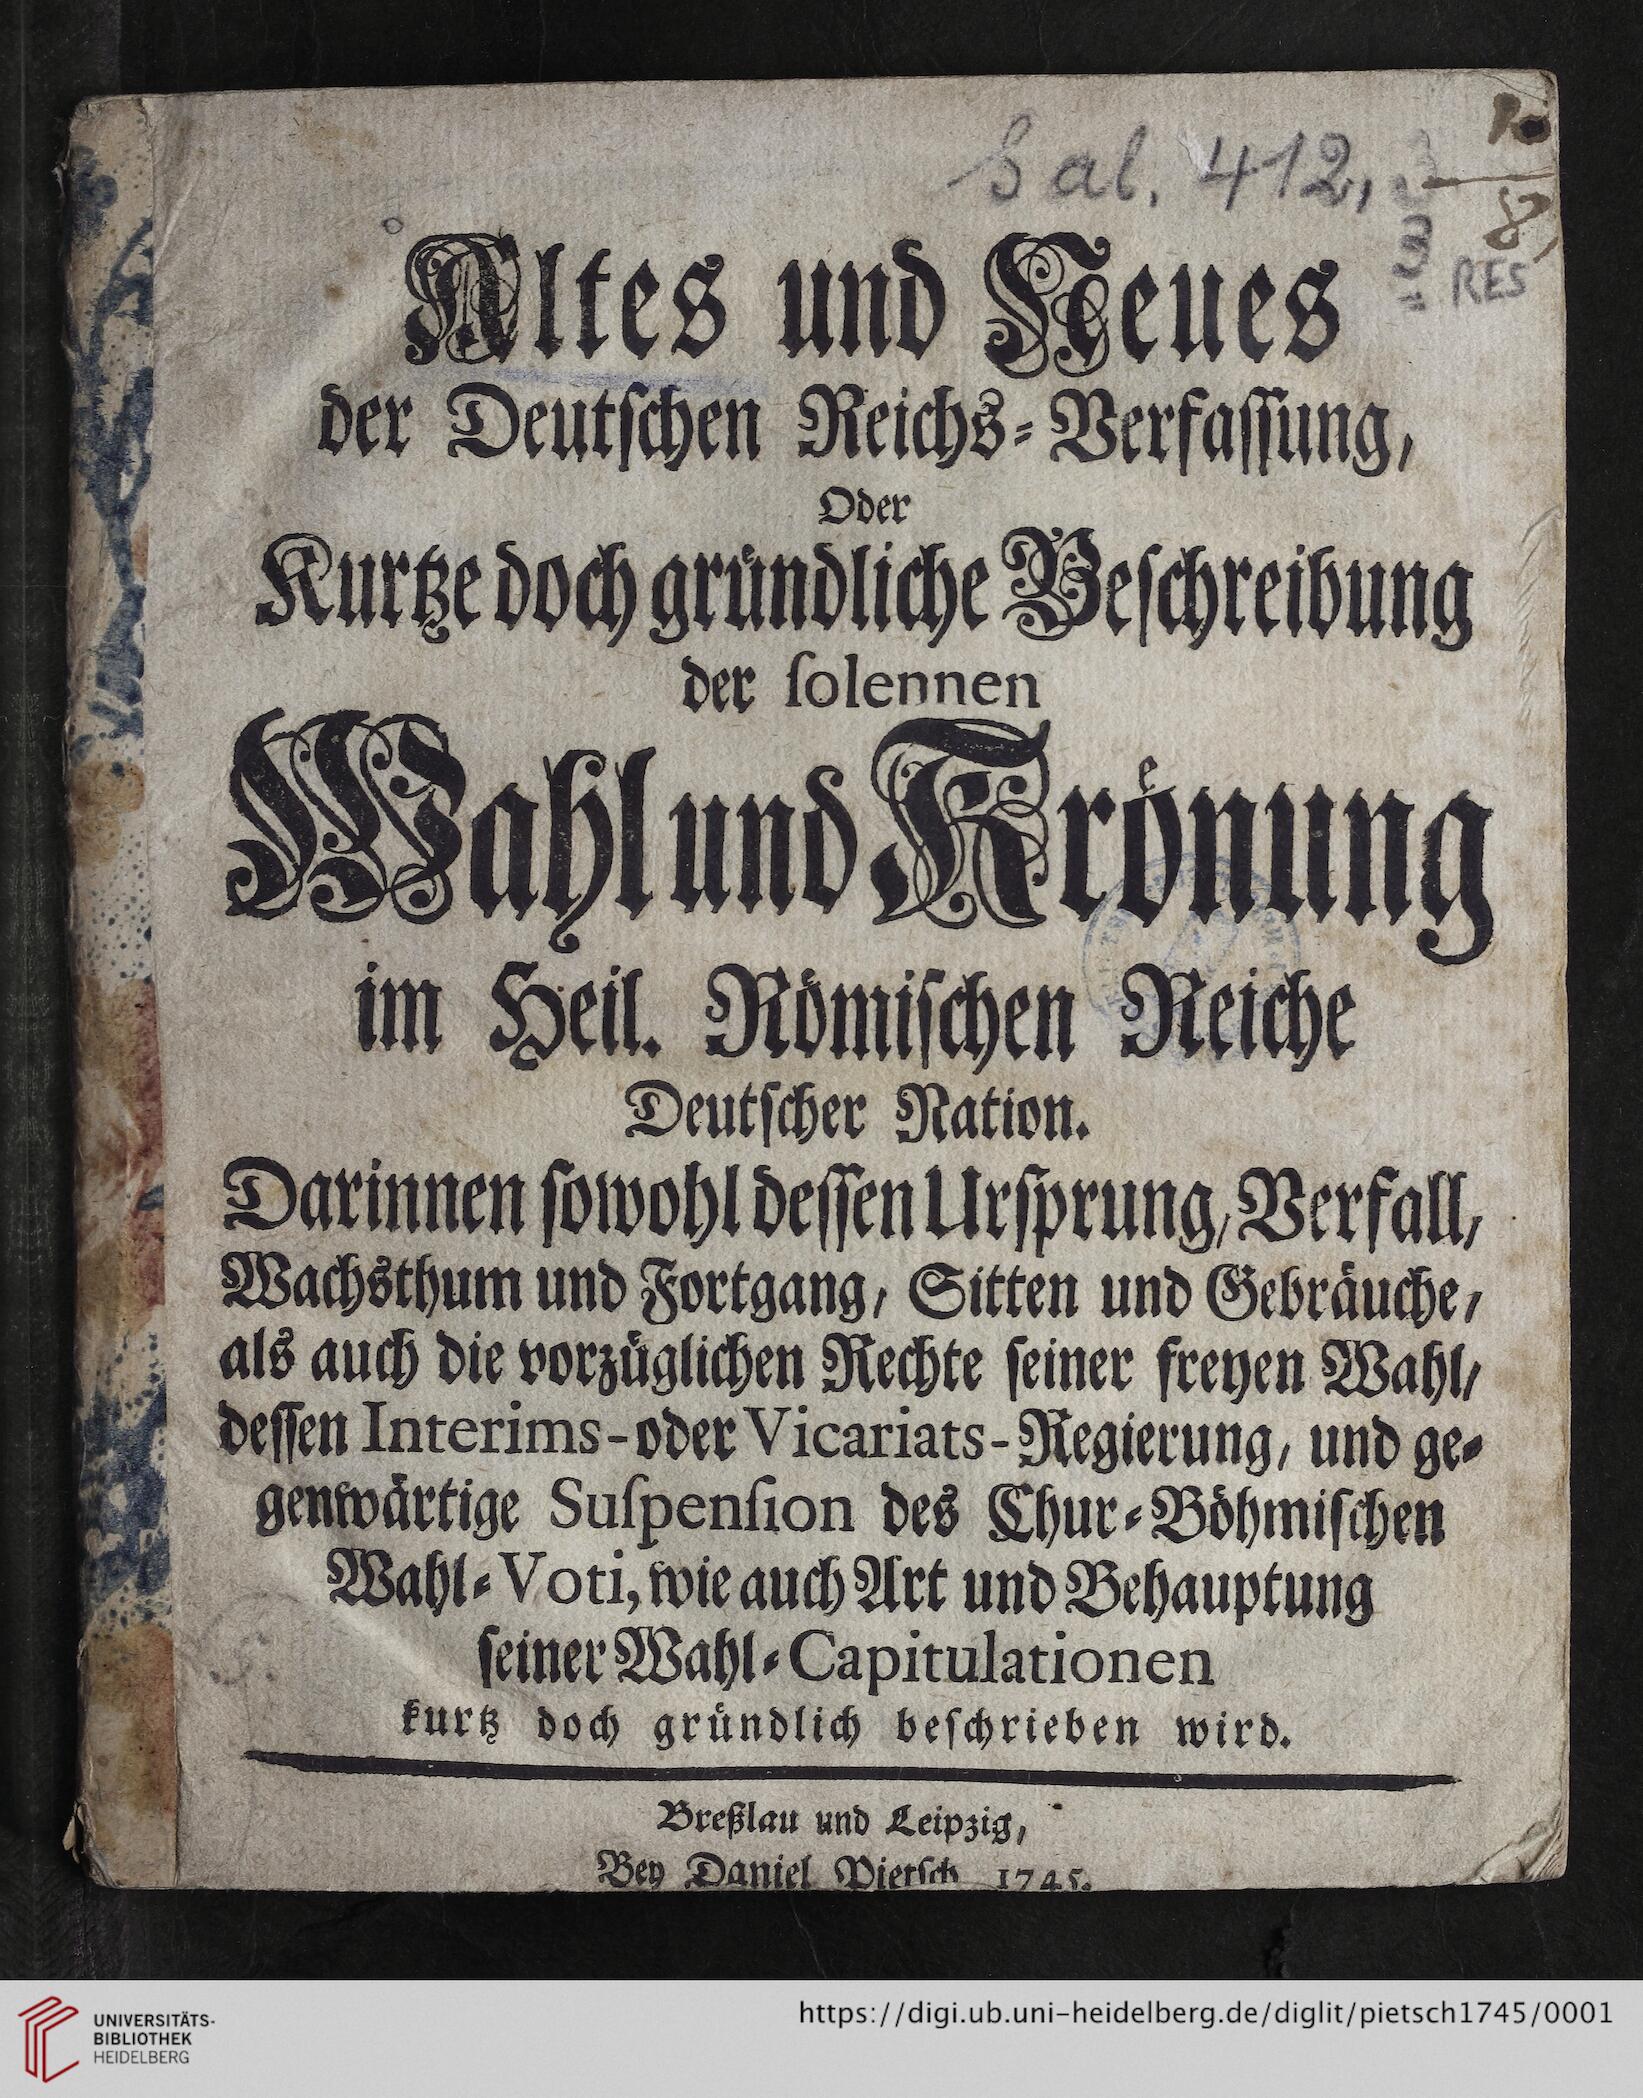 Sal. 412, 3
10
8,
3
RES
Altes und Neues
der Deutſchen Reichs-Verfaſſung,
Oder
Kurtze doch gründliche Beſchreibung
der ſolennen
Wahl und Krönung
im Heil. Römiſchen Reiche
Deutſcher Nation.
Darinnen ſowohl deſſen Urſprung, Verfall,
Wachsthum und Fortgang, Sitten und Gebräuche,
als auch die vorzüglichen Rechte ſeiner freyen Wahl,
deſſen Interims-oder Vicariats-Regierung, und ge-
genwärtige Suſpenſion des Chur-Böhmiſchen
Wahl-Voti, wie auch Art und Behauptung
ſeiner Wahl-Capitulationen
kurtz doch gründlich beſchrieben wird.
Breßlau und Leipzig,
Bey Daniel Pietſch 1745.
UNIVERSITÄTS-
BIBLIOTHEK
HEIDELBERG
https://digi.ub.uni-heidelberg.de/diglit/pietsch1745/0001